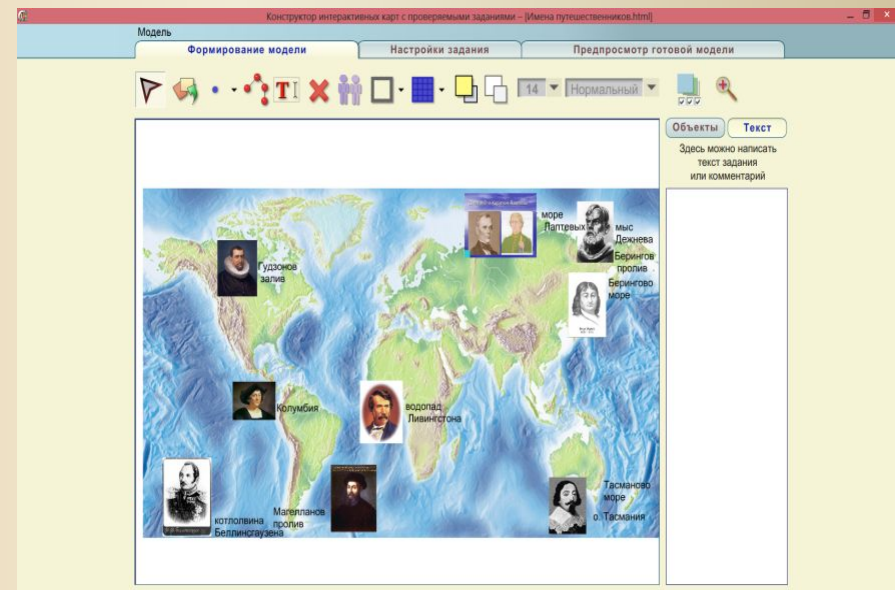 Конструктор интерактивных карт с проверяемыми заданиями – [Имена путешественников.html]
Модель
Формирование модели
Настройки задания
Предпросмотр готовой модели
T
14
Нормальный
Объекты
Текст
Здесь можно написать
текст задания
или комментарий
море
Лаптевых
мыс
Дежнева
Берингов
пролив
Берингово
море
Гудзонов
залив
Колумбия
водопад
Ливингстона
Магелланов
пролив
котлолвина
Беллинсгаузена
Тасманово
море
о. Тасмания